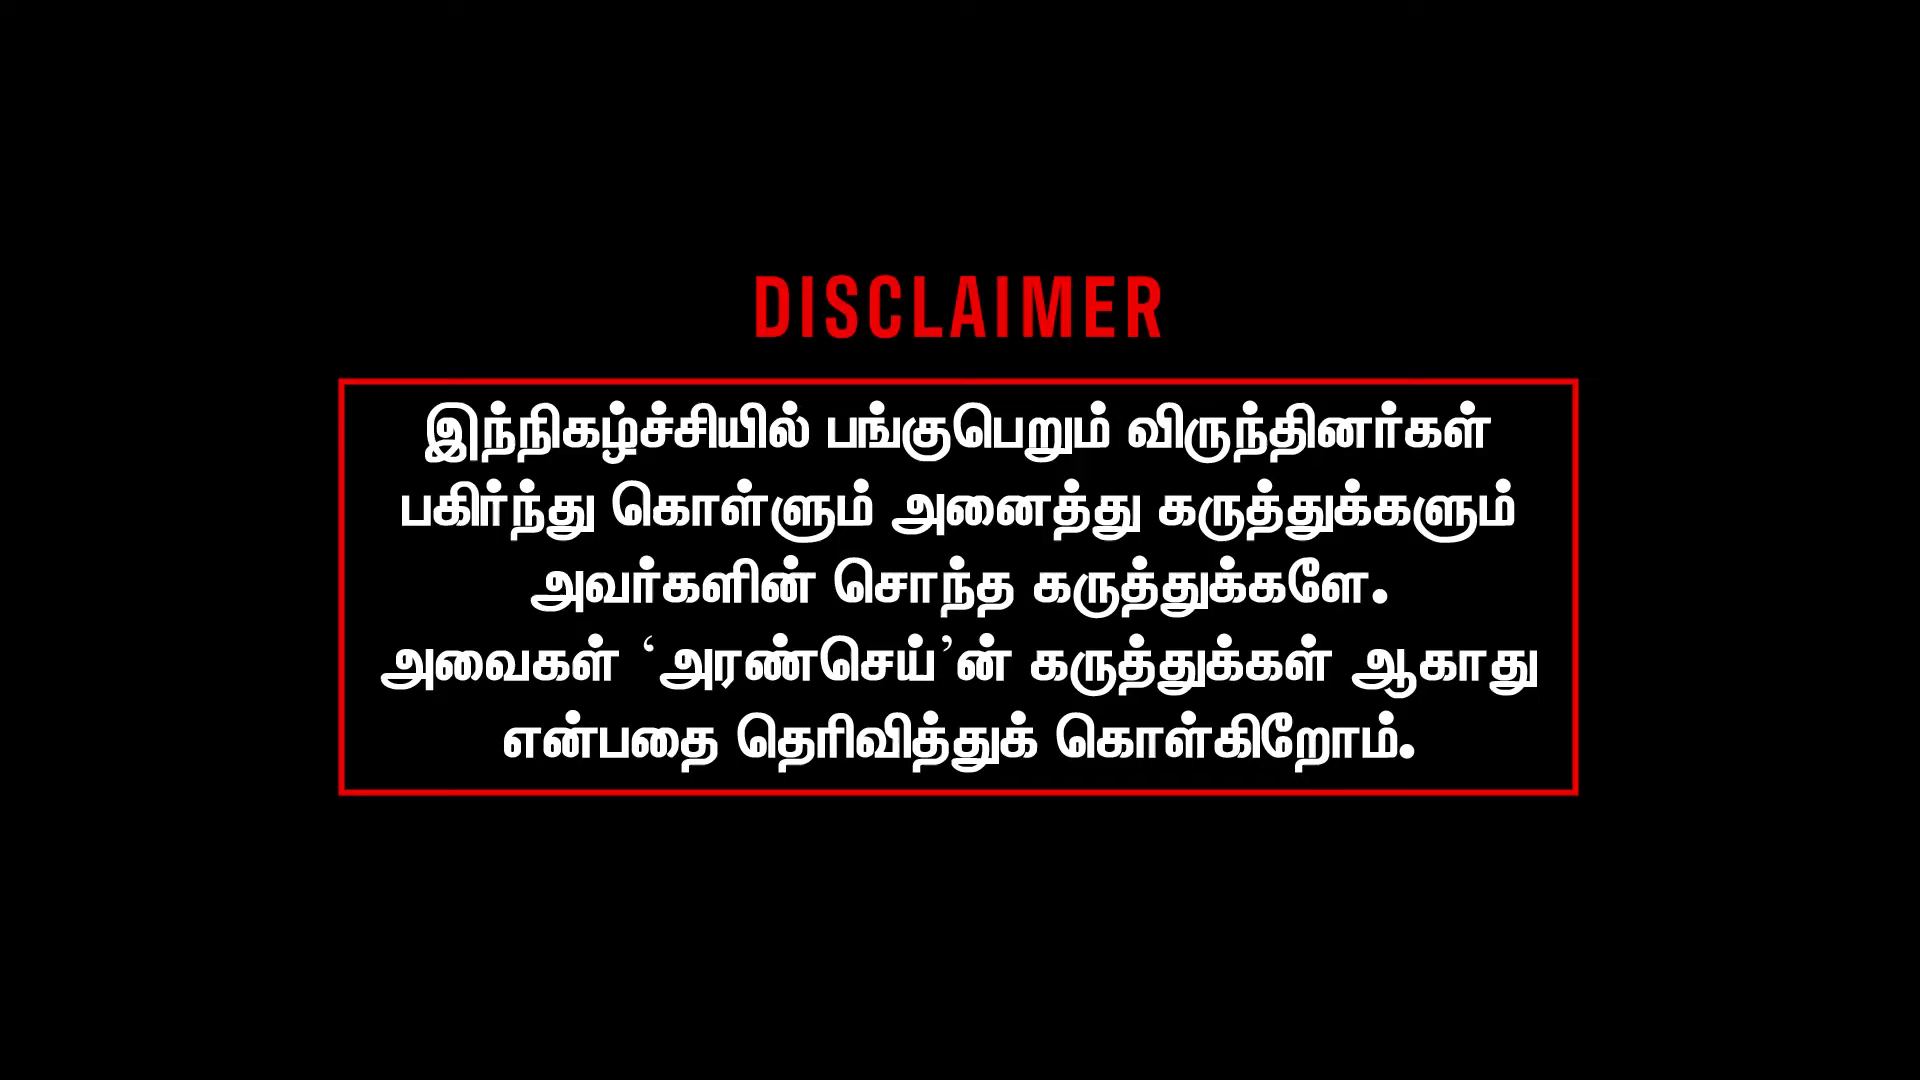 DISCLAIMER
இந்நிகழ்ச்சியில் பங்குபெறும் விருந்தினர்கள்
பகிர்ந்து கொள்ளும் அனைத்து கருத்துக்களும்
அவர்களின் சொந்த கருத்துக்களே.
அவைகள் ‘அரண்செய்’ன் கருத்துக்கள் ஆகாது
என்பதை தெரிவித்துக் கொள்கிறோம்.